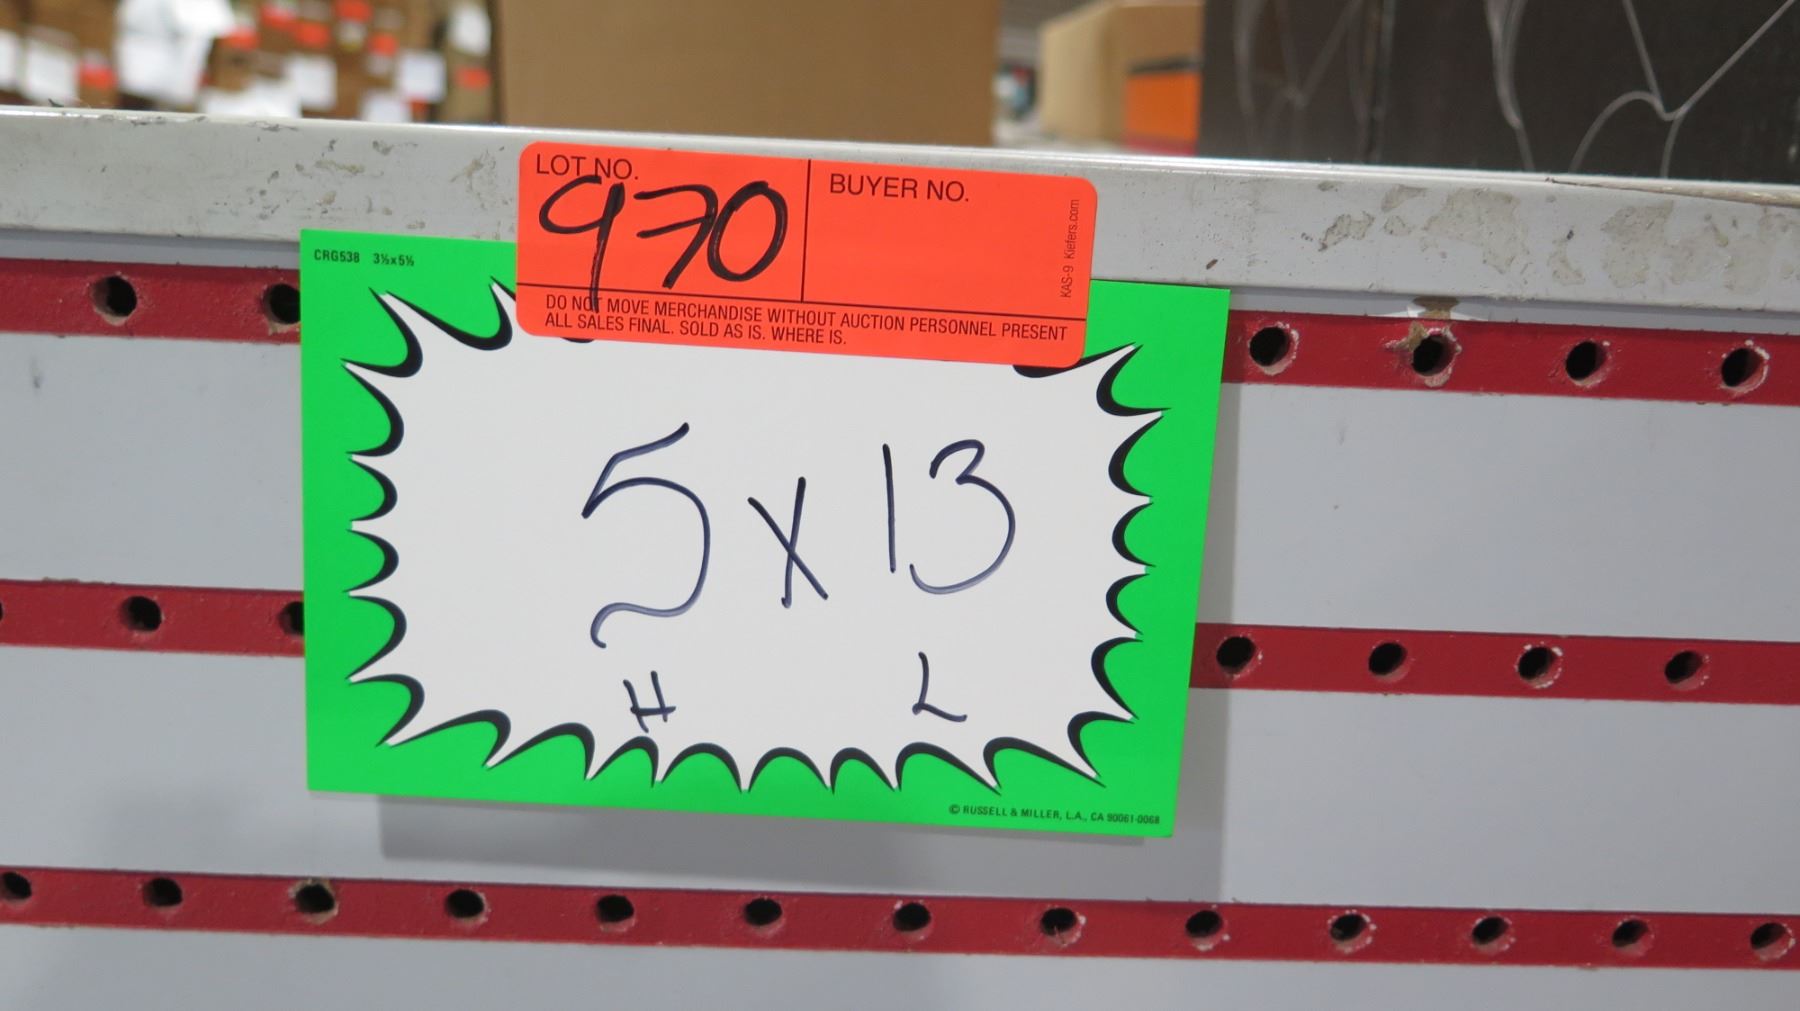 LOT NO. BUYER NO.
970
KAS-9 Kiefers.com
DO NOT MOVE MERCHANDISE WITHOUT AUCTION PERSONNEL PRESENT
ALL SALES FINAL. SOLD AS IS. WHERE IS.
CRG538 3½x5½
5 x 13
H L
© RUSSELL & MILLER, L.A., CA 90061-0068